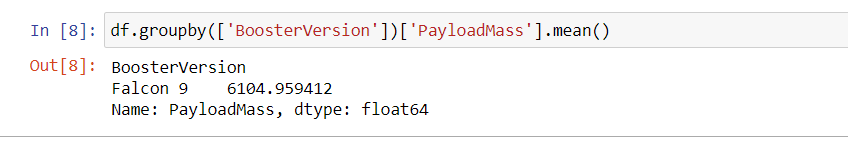 In [8]: df.groupby(['BoosterVersion'])['PayloadMass'].mean()
Out[8]: BoosterVersion
Falcon 9    6104.959412
Name: PayloadMass, dtype: float64